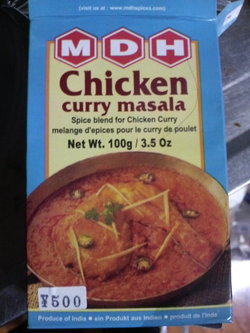 (visit us at : www.mdhspices.com)
MDH
Chicken
curry masala
Spice blend for Chicken Curry
melange d'epices pour le curry de poulet
Net Wt. 100g / 3.5 Oz
¥500
Produce of India ● ein Produkt aus Indien ● produit de l'Inde